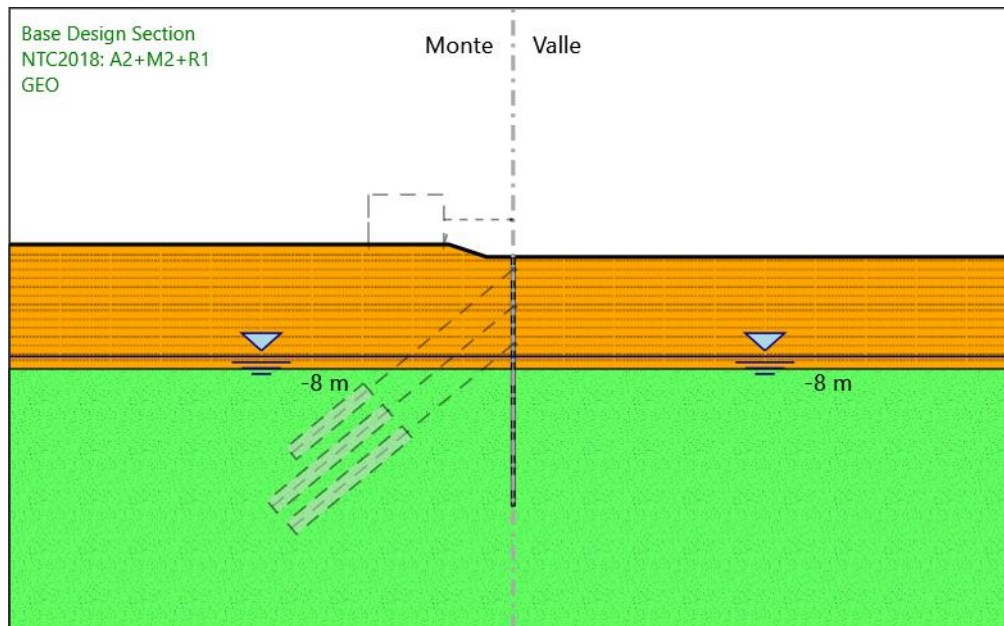 Base Design Section
NTC2018: A2+M2+R1
GEO
Monte Valle
-8 m -8 m